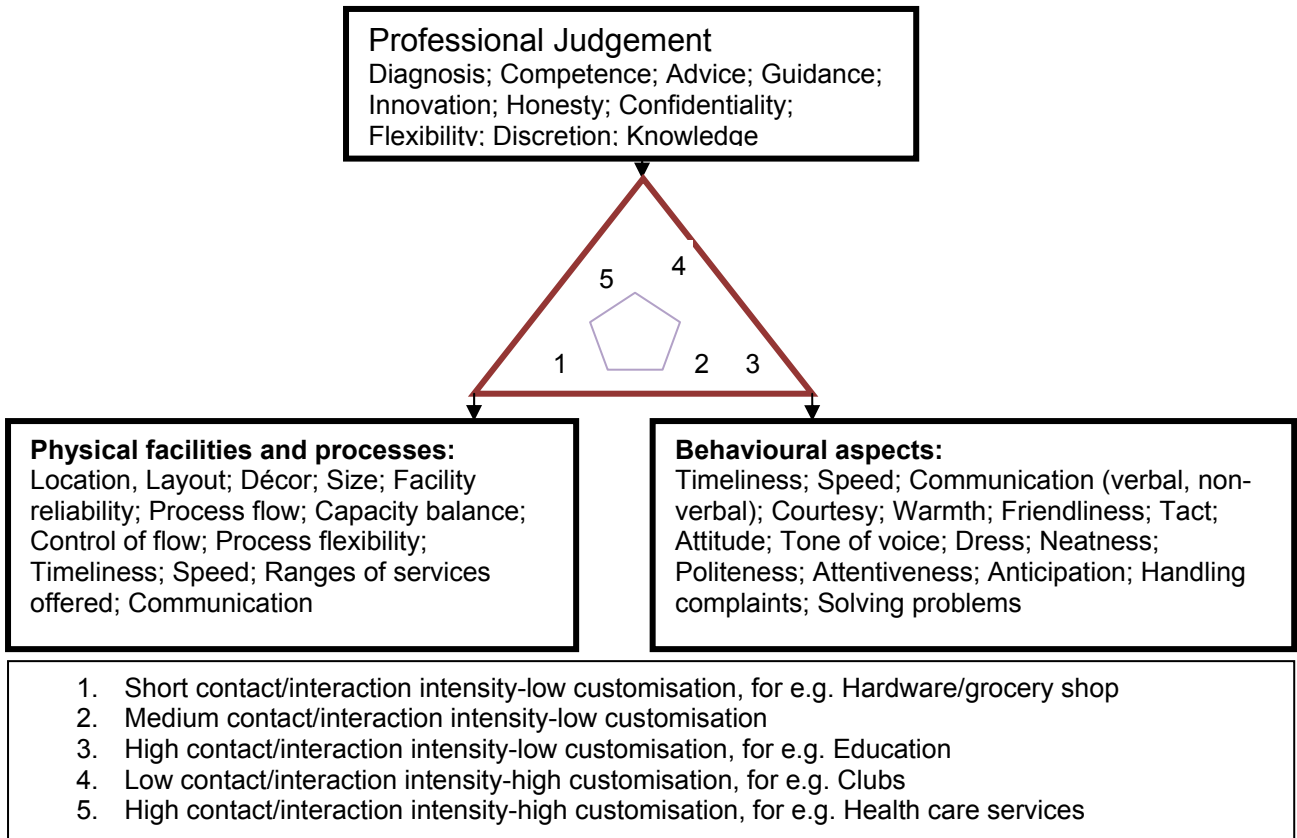 Professional Judgement
Diagnosis; Competence; Advice; Guidance;
Innovation; Honesty; Confidentiality;
Flexibility; Discretion; Knowledge
5
4
1
2
3
Physical facilities and processes:
Location, Layout; Décor; Size; Facility
reliability; Process flow; Capacity balance;
Control of flow; Process flexibility;
Timeliness; Speed; Ranges of services
offered; Communication
Behavioural aspects:
Timeliness; Speed; Communication (verbal, non-
verbal); Courtesy; Warmth; Friendliness; Tact;
Attitude; Tone of voice; Dress; Neatness;
Politeness; Attentiveness; Anticipation; Handling
complaints; Solving problems
1. Short contact/interaction intensity-low customisation, for e.g. Hardware/grocery shop
2. Medium contact/interaction intensity-low customisation
3. High contact/interaction intensity-low customisation, for e.g. Education
4. Low contact/interaction intensity-high customisation, for e.g. Clubs
5. High contact/interaction intensity-high customisation, for e.g. Health care services